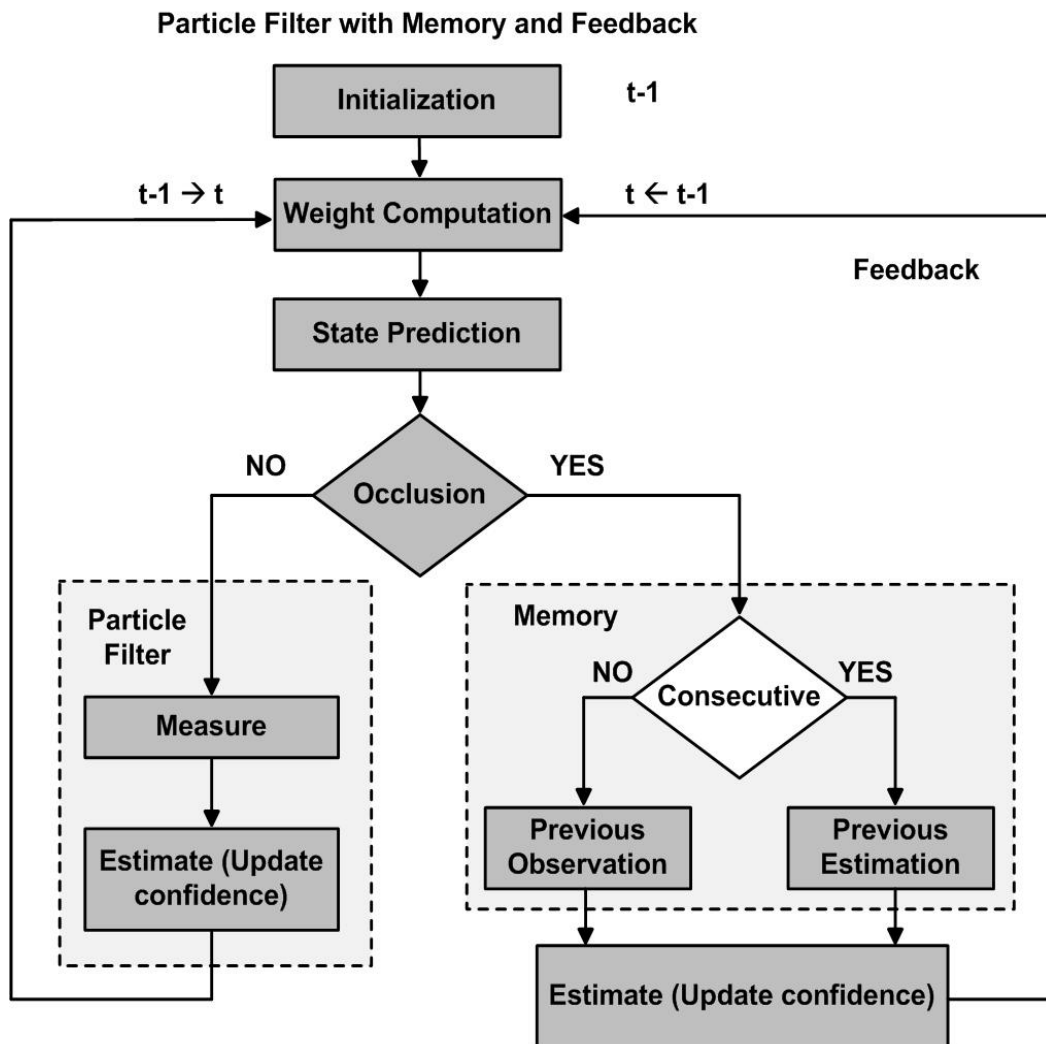 Particle Filter with Memory and Feedback
Initialization
t-1
t-1 → t
Weight Computation
t ← t-1
Feedback
State Prediction
NO
YES
Occlusion
Particle
Filter
Measure
Estimate (Update
confidence)
Memory
NO
YES
Consecutive
Previous
Observation
Previous
Estimation
Estimate (Update confidence)